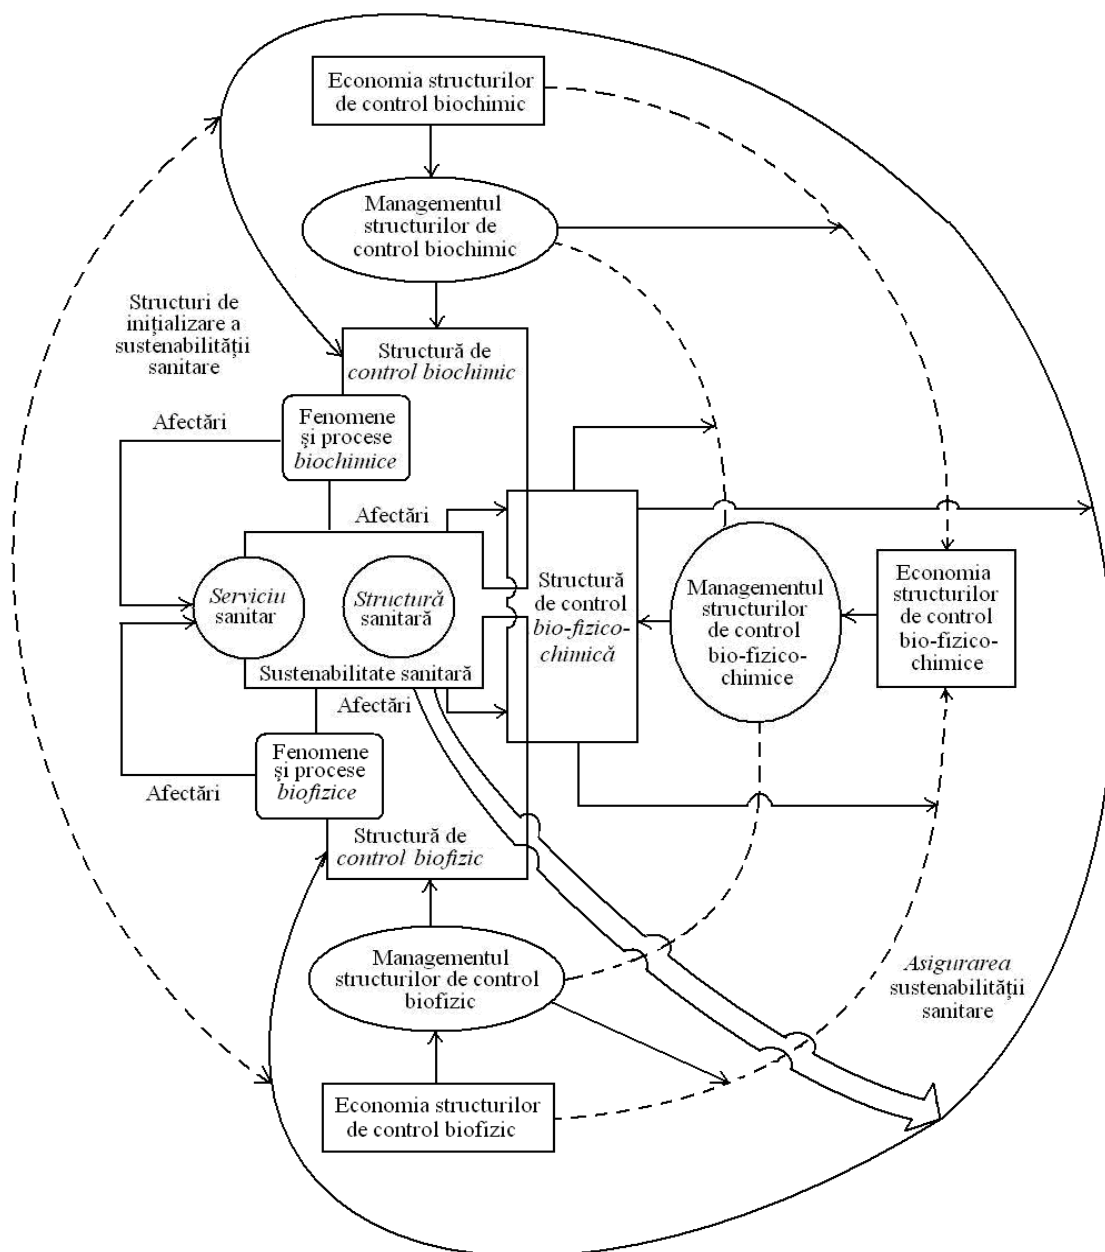 Economia structurilor
de control biochimic
Managementul
structurilor de
control biochimic
Structuri de
inițializare a
sustenabilității
sanitare
Structură de
control biochimic
Afectări
Fenomene
și procese
biochimice
Afectări
Serviciu
sanitar
Structură
sanitară
Sustenabilitate sanitară
Structură
de control
bio-fizico-
chimică
Managementul
structurilor
de control
bio-fizico-
chimice
Economia
structurilor
de control
bio-fizico-
chimice
Afectări
Fenomene
și procese
biofizice
Afectări
Structură de
control biofizic
Managementul
structurilor de control
biofizic
Asigurarea
sustenabilității
sanitare
Economia structurilor
de control biofizic